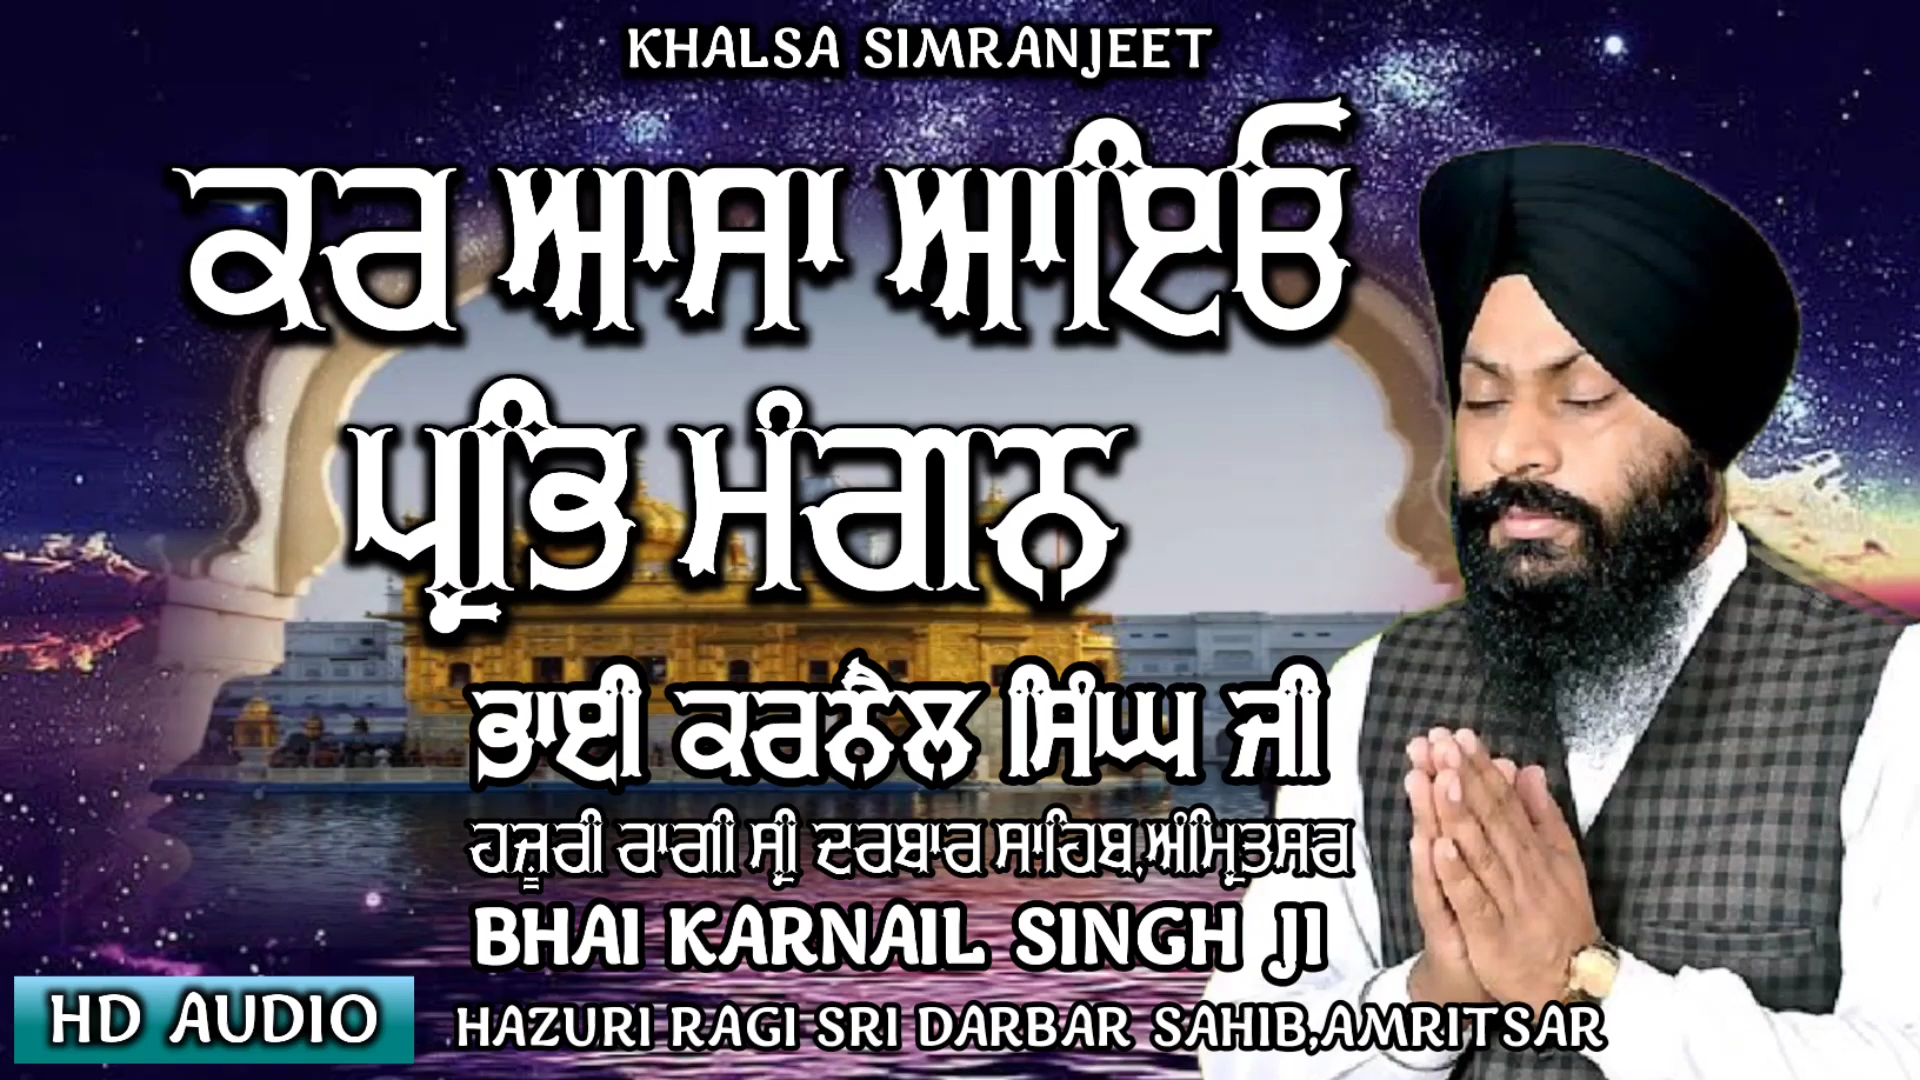 KHALSA SIMRANJEET
ਕਰ ਆਸਾ ਆਇਓ
ਪ੍ਰਭਿ ਮੰਗਨ
ਭਾਈ ਕਰਨੈਲ ਸਿੰਘ ਜੀ
ਹਜ਼ੂਰੀ ਰਾਗੀ ਸ੍ਰੀ ਦਰਬਾਰ ਸਾਹਿਬ,ਅੰਮ੍ਰਿਤਸਰ
BHAI KARNAIL SINGH JI
HD AUDIO
HAZURI RAGI SRI DARBAR SAHIB,AMRITSAR